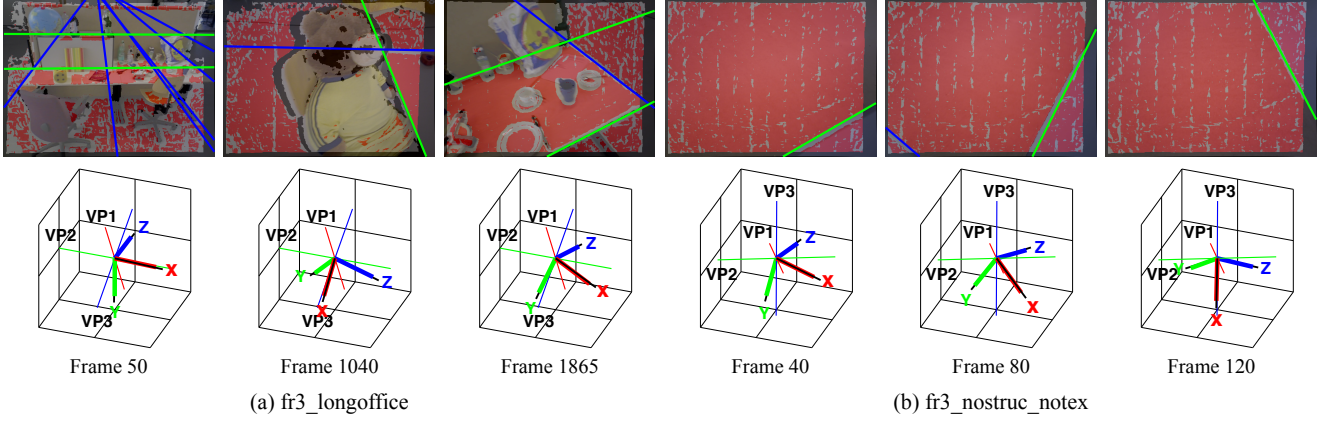 VP1 VP2 VP3 X Y Z
VP1 VP2 VP3 X Y Z
VP1 VP2 VP3 X Y Z
VP3 VP1 VP2 X Y Z
VP3 VP1 VP2 X Y Z
VP3 VP1 VP2 X Y Z
Frame 50 Frame 1040 Frame 1865 Frame 40 Frame 80 Frame 120
(a) fr3_longoffice (b) fr3_nostruc_notex